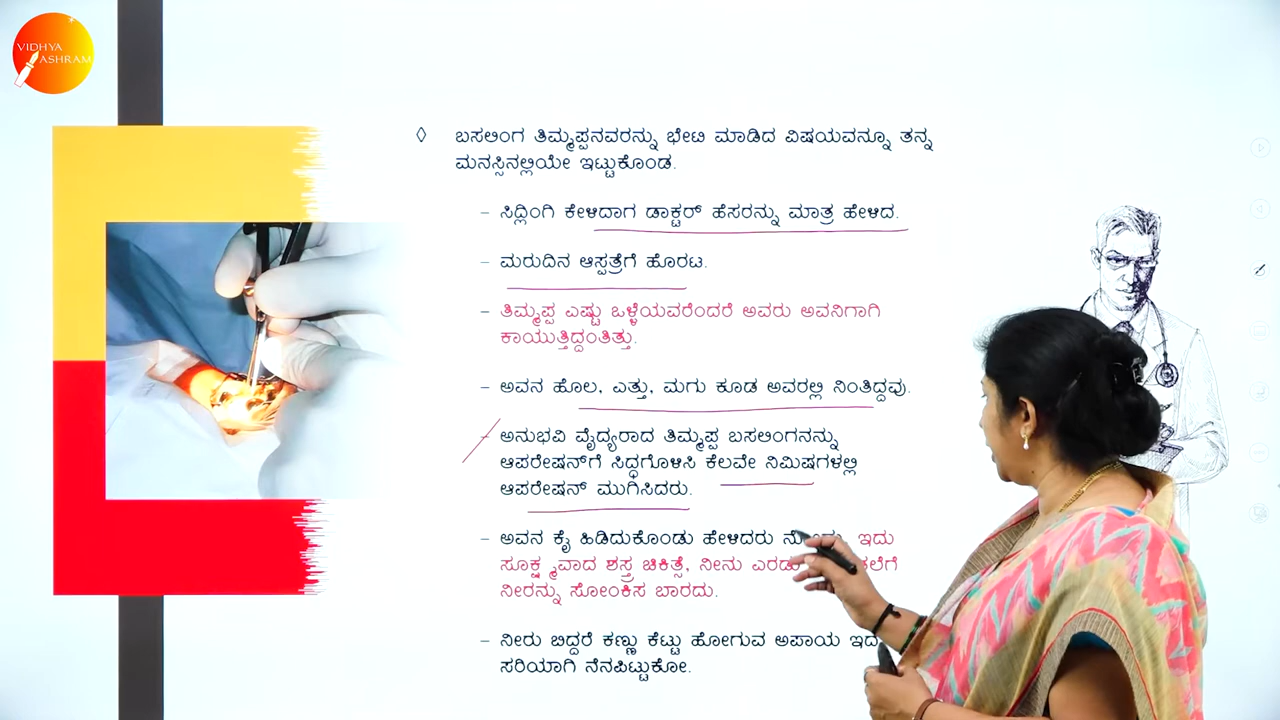 VIDHYA
ASHRAM
◊ ಬಸಲಿಂಗ ತಿಮ್ಮಪ್ಪನವರನ್ನು ಭೇಟಿ ಮಾಡಿದ ವಿಷಯವನ್ನೂ ತನ್ನ
ಮನಸ್ಸಿನಲ್ಲಿಯೇ ಇಟ್ಟುಕೊಂಡ.
– ಸಿದ್ಲಿಂಗಿ ಕೇಳಿದಾಗ ಡಾಕ್ಟರ್ ಹೆಸರನ್ನು ಮಾತ್ರ ಹೇಳಿದ.
– ಮರುದಿನ ಆಸ್ಪತ್ರೆಗೆ ಹೊರಟ.
– ತಿಮ್ಮಪ್ಪ ಎಷ್ಟು ಒಳ್ಳೆಯವರೆಂದರೆ ಅವರು ಅವನಿಗಾಗಿ
ಕಾಯುತ್ತಿದ್ದಂತಿತ್ತು.
– ಅವನ ಹೊಲ, ಎತ್ತು, ಮಗು ಕೂಡ ಅವರಲ್ಲಿ ನಿಂತಿದ್ದವು.
– ಅನುಭವಿ ವೈದ್ಯರಾದ ತಿಮ್ಮಪ್ಪ ಬಸಲಿಂಗನನ್ನು
ಆಪರೇಷನ್‌ಗೆ ಸಿದ್ಧಗೊಳಿಸಿ ಕೆಲವೇ ನಿಮಿಷಗಳಲ್ಲಿ
ಆಪರೇಷನ್ ಮುಗಿಸಿದರು.
– ಅವನ ಕೈ ಹಿಡಿದುಕೊಂಡು ಹೇಳಿದರು ಇದು
ಸೂಕ್ಷ್ಮವಾದ ಶಸ್ತ್ರ ಚಿಕಿತ್ಸೆ, ನೀನು
ನೀರನ್ನು ಸೋಂಕಿಸ ಬಾರದು.
– ನೀರು ಬಿದ್ದರೆ ಕಣ್ಣು ಕೆಟ್ಟು ಹೋಗುವ ಅಪಾಯ
ಸರಿಯಾಗಿ ನೆನಪಿಟ್ಟುಕೋ.